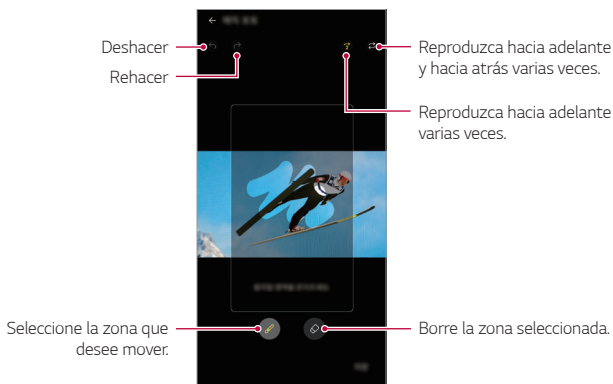 Deshacer
Rehacer
Reproduzca hacia adelante
y hacia atrás varias veces.
Reproduzca hacia adelante
varias veces.
Seleccione la zona que
desee mover.
Borre la zona seleccionada.